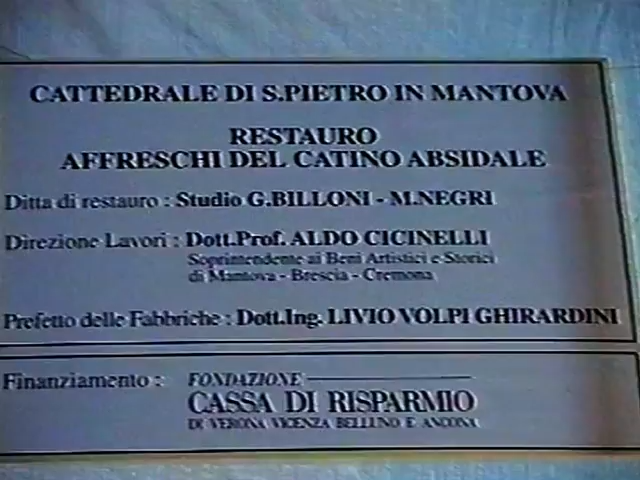 CATTEDRALE DI S.PIETRO IN MANTOVA
RESTAURO
AFFRESCHI DEL CATINO ABSIDALE
Ditta di restauro : Studio G.BILLONI - M.NEGRI
Direzione Lavori : Dott.Prof. ALDO CICINELLI
Soprintendente ai Beni Artistici e Storici
di Mantova - Brescia - Cremona
Prefetto delle Fabbriche : Dott.Ing. LIVIO VOLPI GHIRARDINI
Finanziamento : FONDAZIONE
CASSA DI RISPARMIO
DI VERONA VICENZA BELLUNO E ANCONA